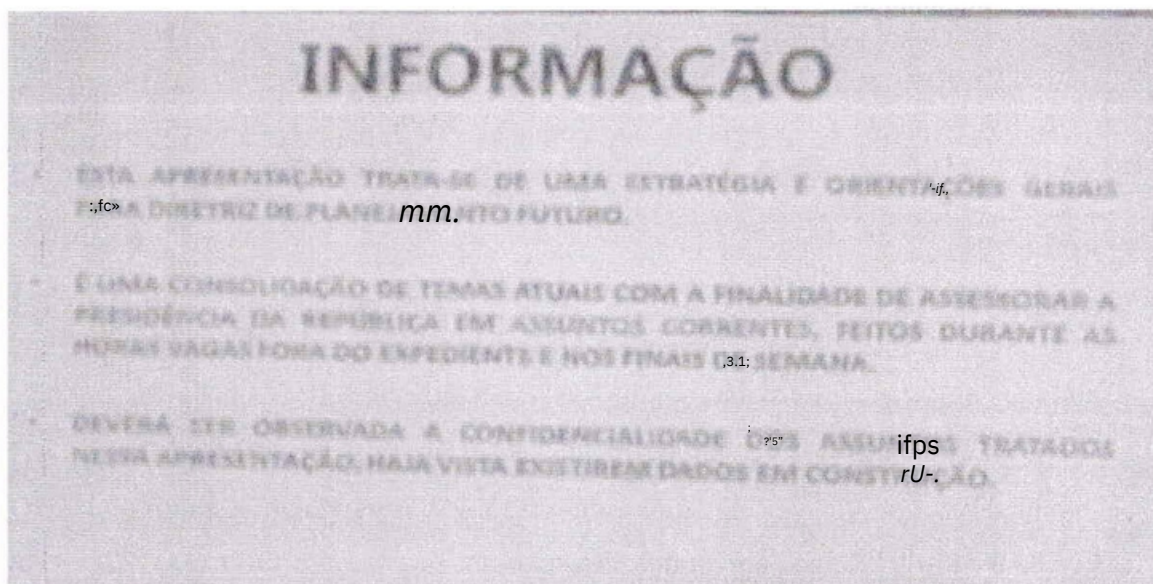 INFORMAÇÃO
ESTA APRESENTAÇÃO TRATA-SE DE UMA ESTRATÉGIA E ORIENTAÇÕES GERAIS
DIRETRIZ DE FUTURO.
É UMA CONSOLIDAÇÃO DE TEMAS ATUAIS COM A FINALIDADE DE ASSESSORAR A
PRESIDÊNCIA DA REPÚBLICA EM ASSUNTOS CORRENTES, FEITOS DURANTE AS
HORAS VAGAS FORA DO EXPEDIENTE E NOS FINAIS SEMANA.
DEVERÁ SER OBSERVADA A CONFIDENCIALIDADE DOS TRATADOS
NESSA APRESENTAÇÃO, HAJA VISTA EXISTIREM DADOS EM